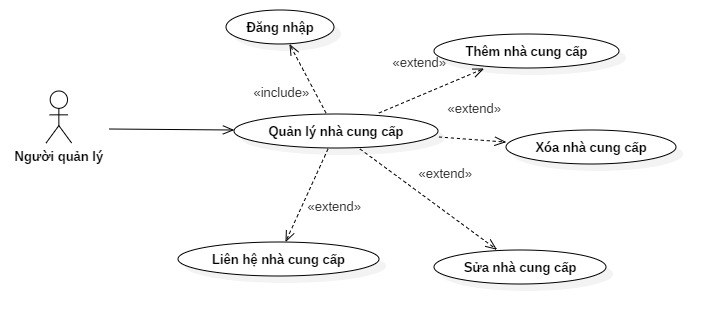 Đăng nhập
Thêm nhà cung cấp
«extend»
«include»
«extend»
Quản lý nhà cung cấp
Xóa nhà cung cấp
Người quản lý
«extend»
«extend»
Liên hệ nhà cung cấp
Sửa nhà cung cấp